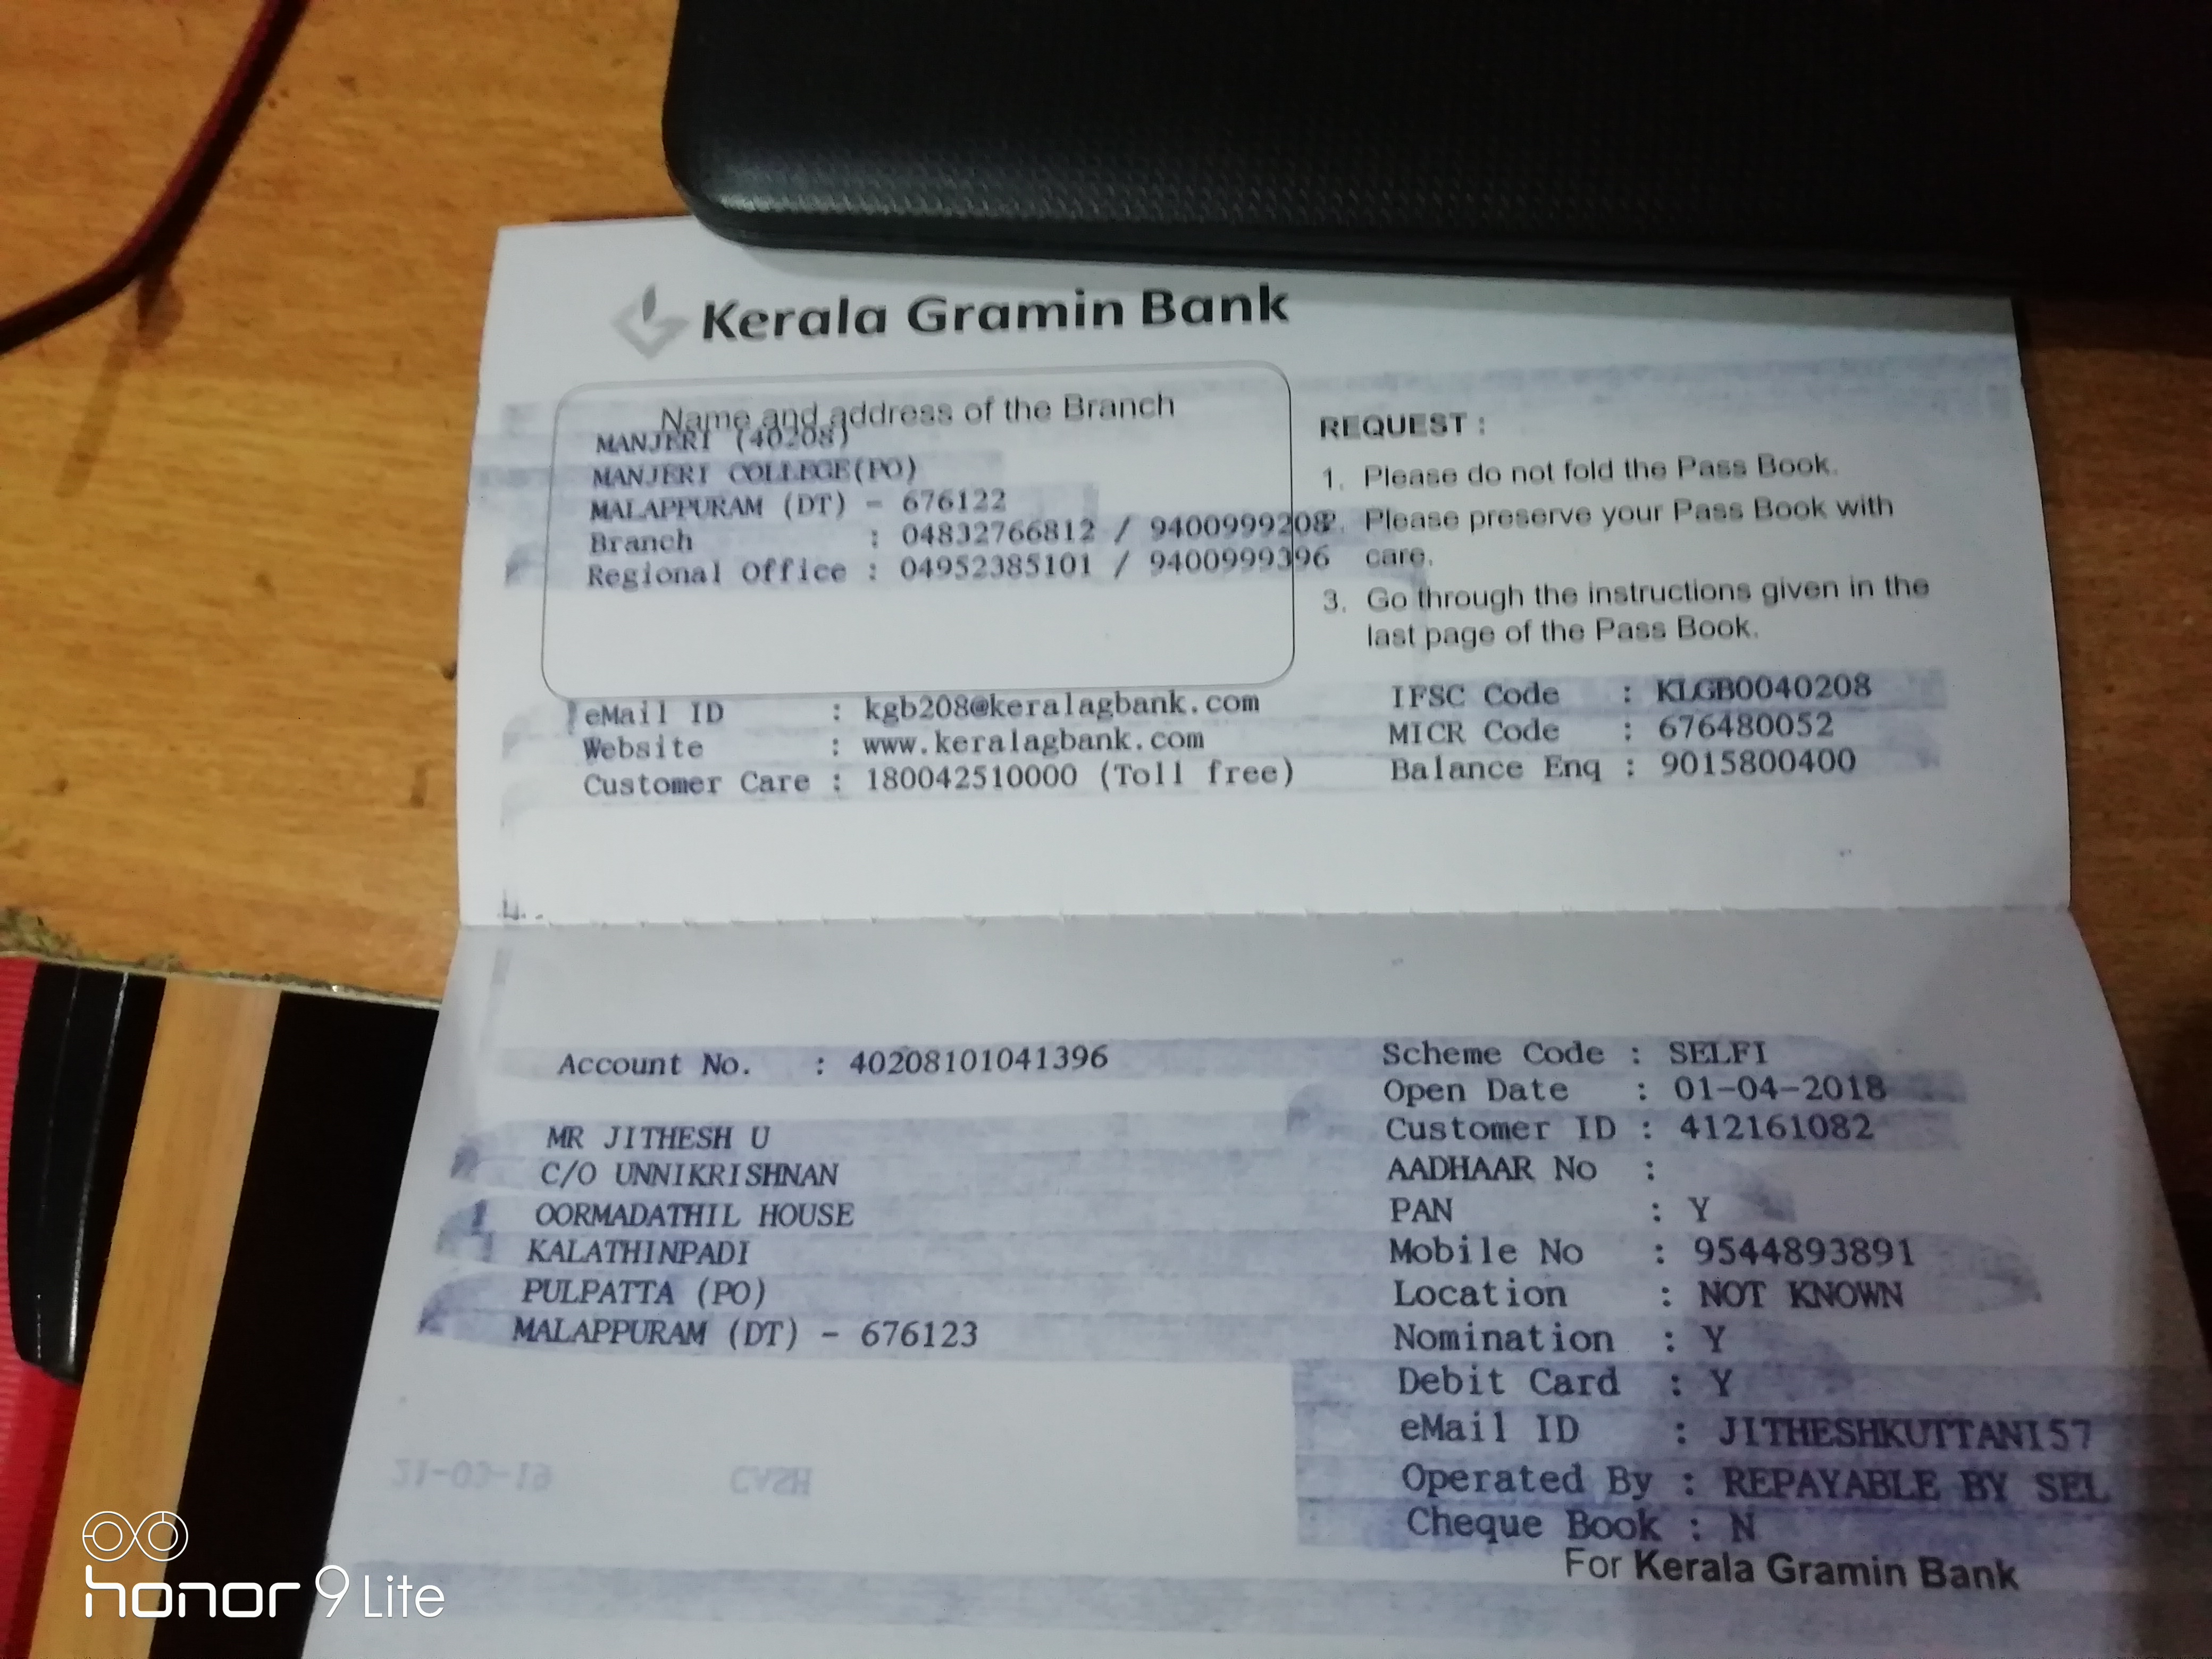 Kerala Gramin Bank
Name and address of the Branch
MANJERI (40208)
MANJERI COLLEGE(PO)
MALAPPURAM (DT) - 676122
Branch : 04832766812 / 9400999208
Regional Office : 04952385101 / 9400999396
REQUEST :
1. Please do not fold the Pass Book.
2. Please preserve your Pass Book with
care.
3. Go through the instructions given in the
last page of the Pass Book.
eMail ID : kgb208@keralagbank.com
Website : www.keralagbank.com
Customer Care : 180042510000 (Toll free)
IFSC Code : KLGB0040208
MICR Code : 676480052
Balance Enq : 9015800400
Account No. : 40208101041396
MR JITHESH U
C/O UNNIKRISHNAN
OORMADATHIL HOUSE
KALATHINPADI
PULPATTA (PO)
MALAPPURAM (DT) - 676123
Scheme Code : SELFI
Open Date : 01-04-2018
Customer ID : 412161082
AADHAAR No :
PAN : Y
Mobile No : 9544893891
Location : NOT KNOWN
Nomination : Y
Debit Card : Y
eMail ID : JITHESHKUTTANI57
Operated By : REPAYABLE BY SEL
Cheque Book : N
For Kerala Gramin Bank
CASH
honor 9 Lite